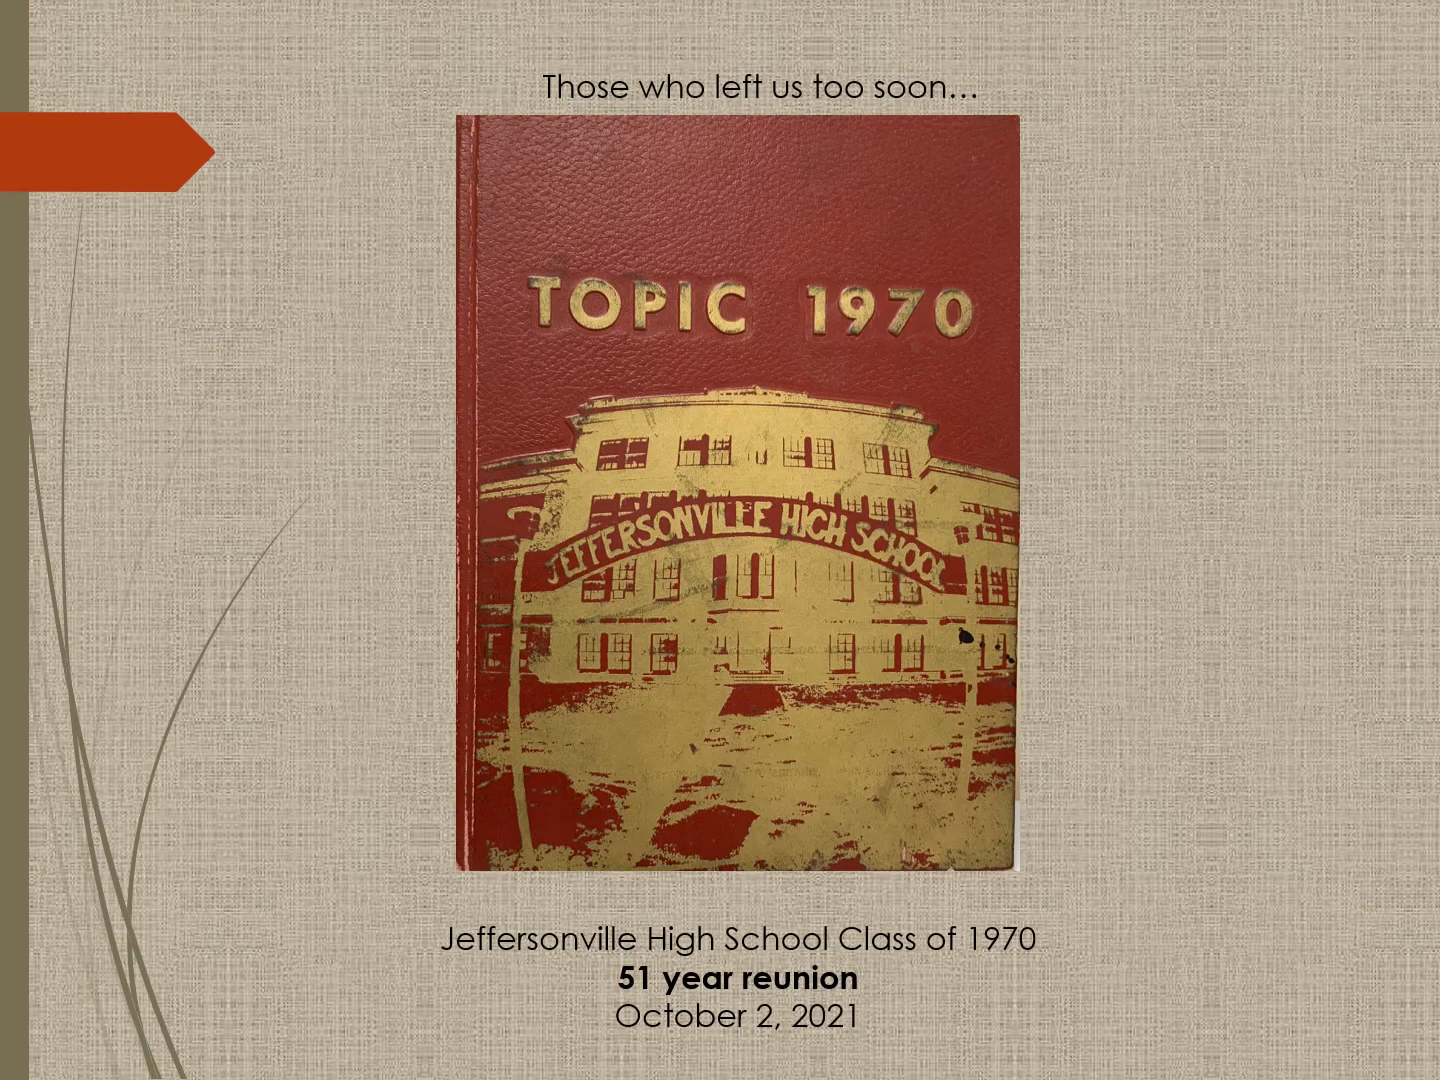 Those who left us too soon…
TOPIC 1970
JEFFERSONVILLE HIGH SCHOOL
Jeffersonville High School Class of 1970
51 year reunion
October 2, 2021